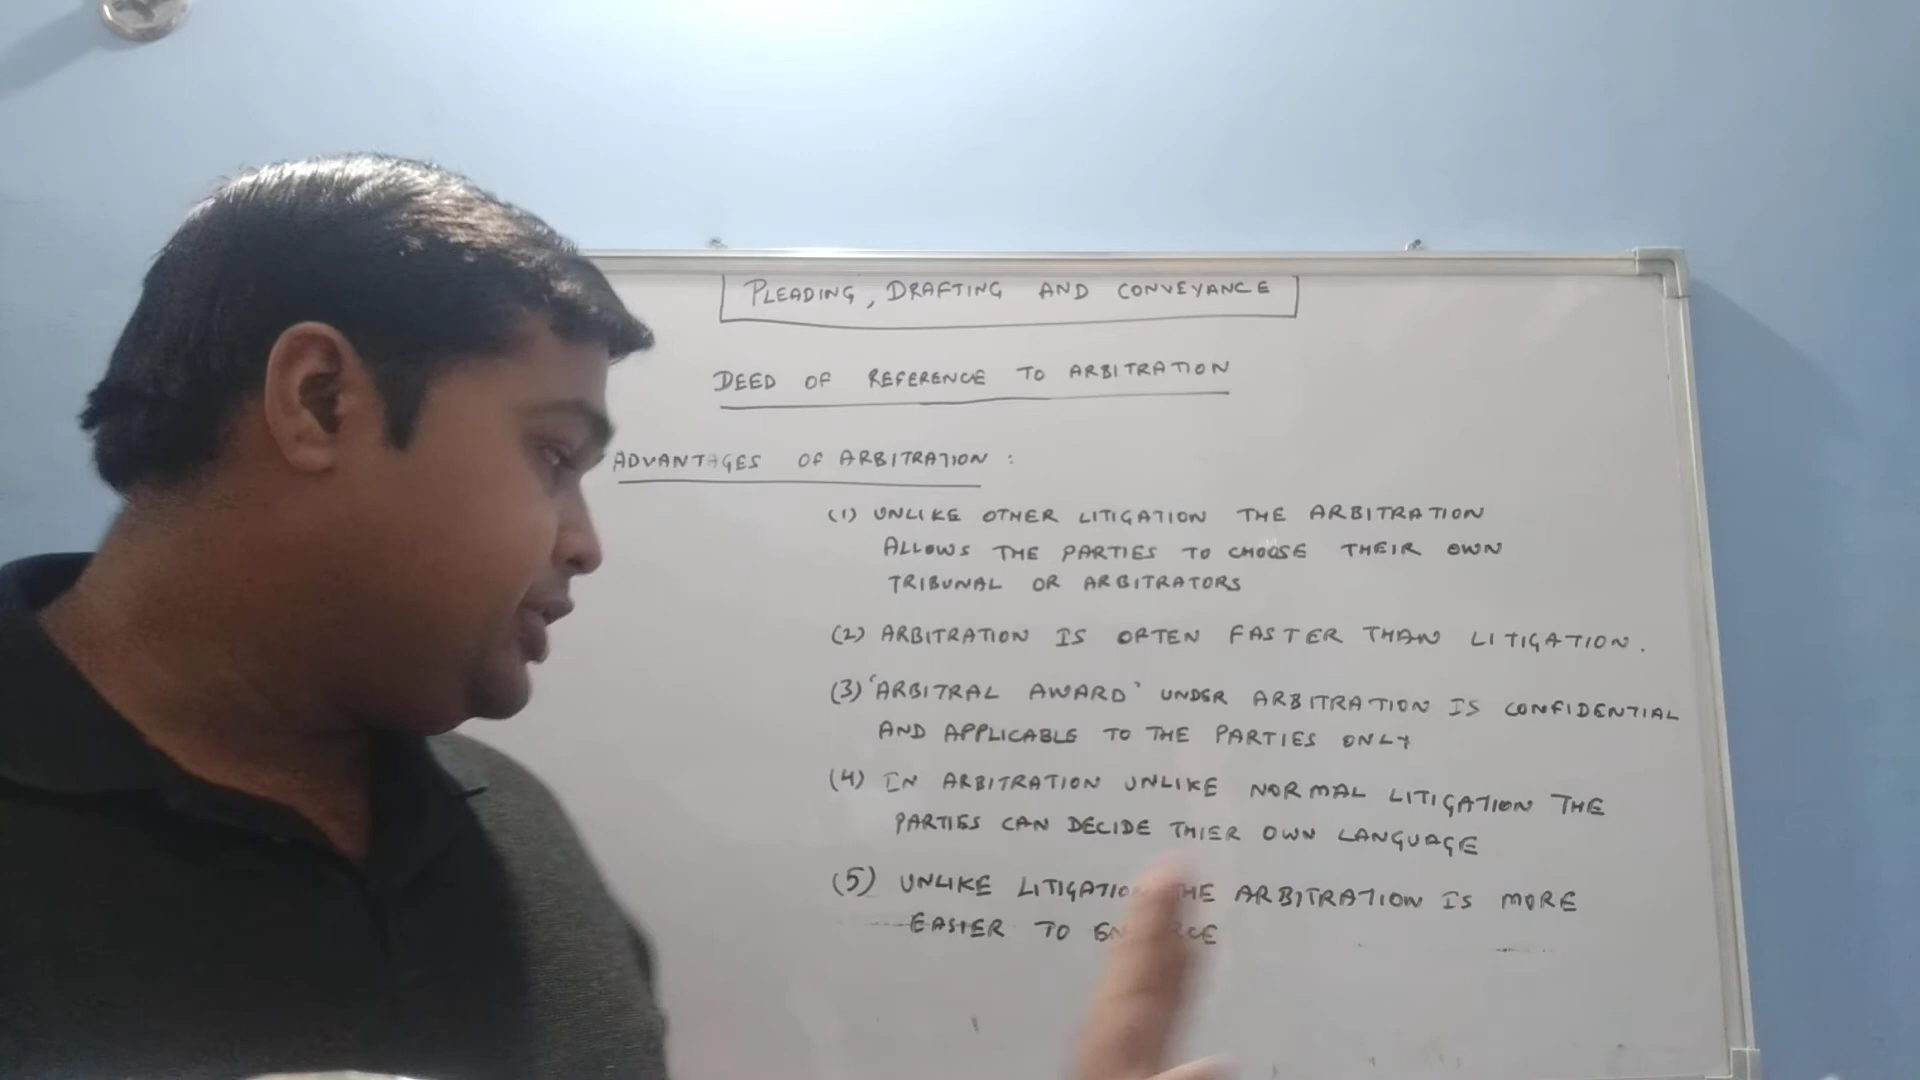 PLEADING, DRAFTING AND CONVEYANCE
DEED OF REFERENCE TO ARBITRATION
ADVANTAGES OF ARBITRATION :
(1) UNLIKE OTHER LITIGATION THE ARBITRATION
ALLOWS THE PARTIES TO CHOOSE THEIR OWN
TRIBUNAL OR ARBITRATORS
(2) ARBITRATION IS OFTEN FASTER THAN LITIGATION.
(3) 'ARBITRAL AWARD' UNDER ARBITRATION IS CONFIDENTIAL
AND APPLICABLE TO THE PARTIES ONLY
(4) IN ARBITRATION UNLIKE NORMAL LITIGATION THE
PARTIES CAN DECIDE THIER OWN LANGUAGE
(5) UNLIKE LITIGATION THE ARBITRATION IS MORE
EASIER TO